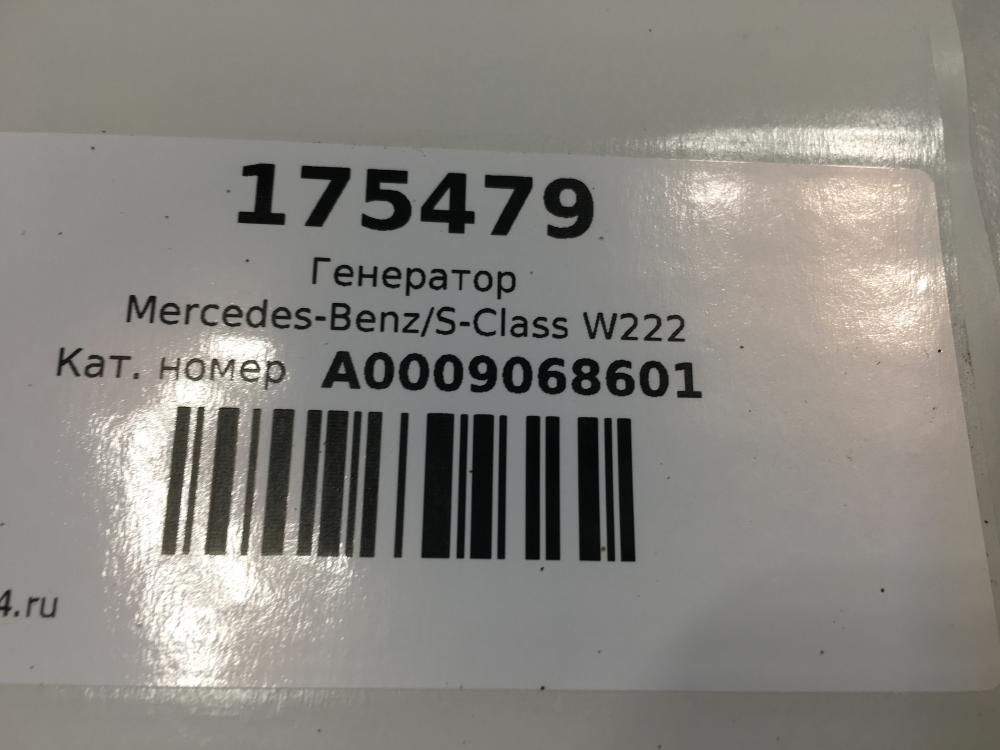 175479
Генератор
Mercedes-Benz/S-Class W222
Кат. номер A0009068601
4.ru